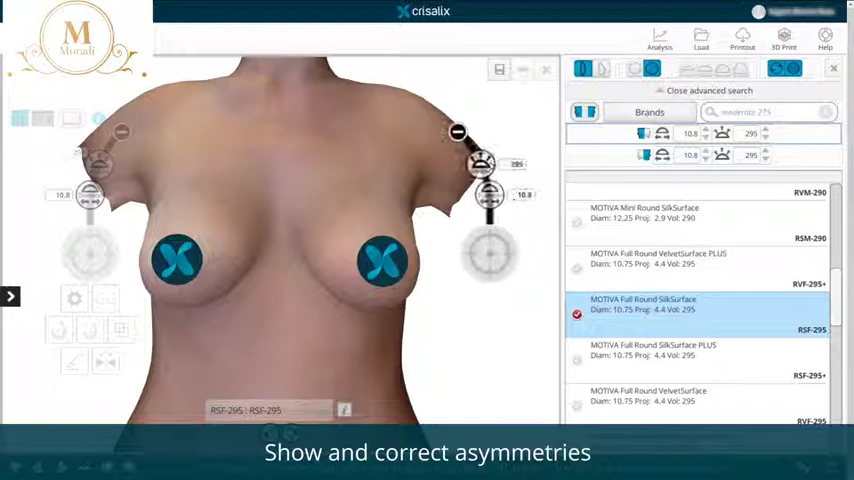 crisalix
M
Moradi
Analysis
Load
Printout
3D Print
Help
Close advanced search
Brands
moderate 275
10.8
295
10.8
295
10.8
10.8
RVM-290
MOTIVA Mini Round SilkSurface
Diam: 12.25 Proj: 2.9 Vol: 290
RSM-290
MOTIVA Full Round VelvetSurface PLUS
Diam: 10.75 Proj: 4.4 Vol: 295
RVF-295+
MOTIVA Full Round SilkSurface
Diam: 10.75 Proj: 4.4 Vol: 295
RSF-295
MOTIVA Full Round SilkSurface PLUS
Diam: 10.75 Proj: 4.4 Vol: 295
RSF-295+
MOTIVA Full Round VelvetSurface
Diam: 10.75 Proj: 4.4 Vol: 295
RVF-295
RSF-295 : RSF-295
Show and correct asymmetries